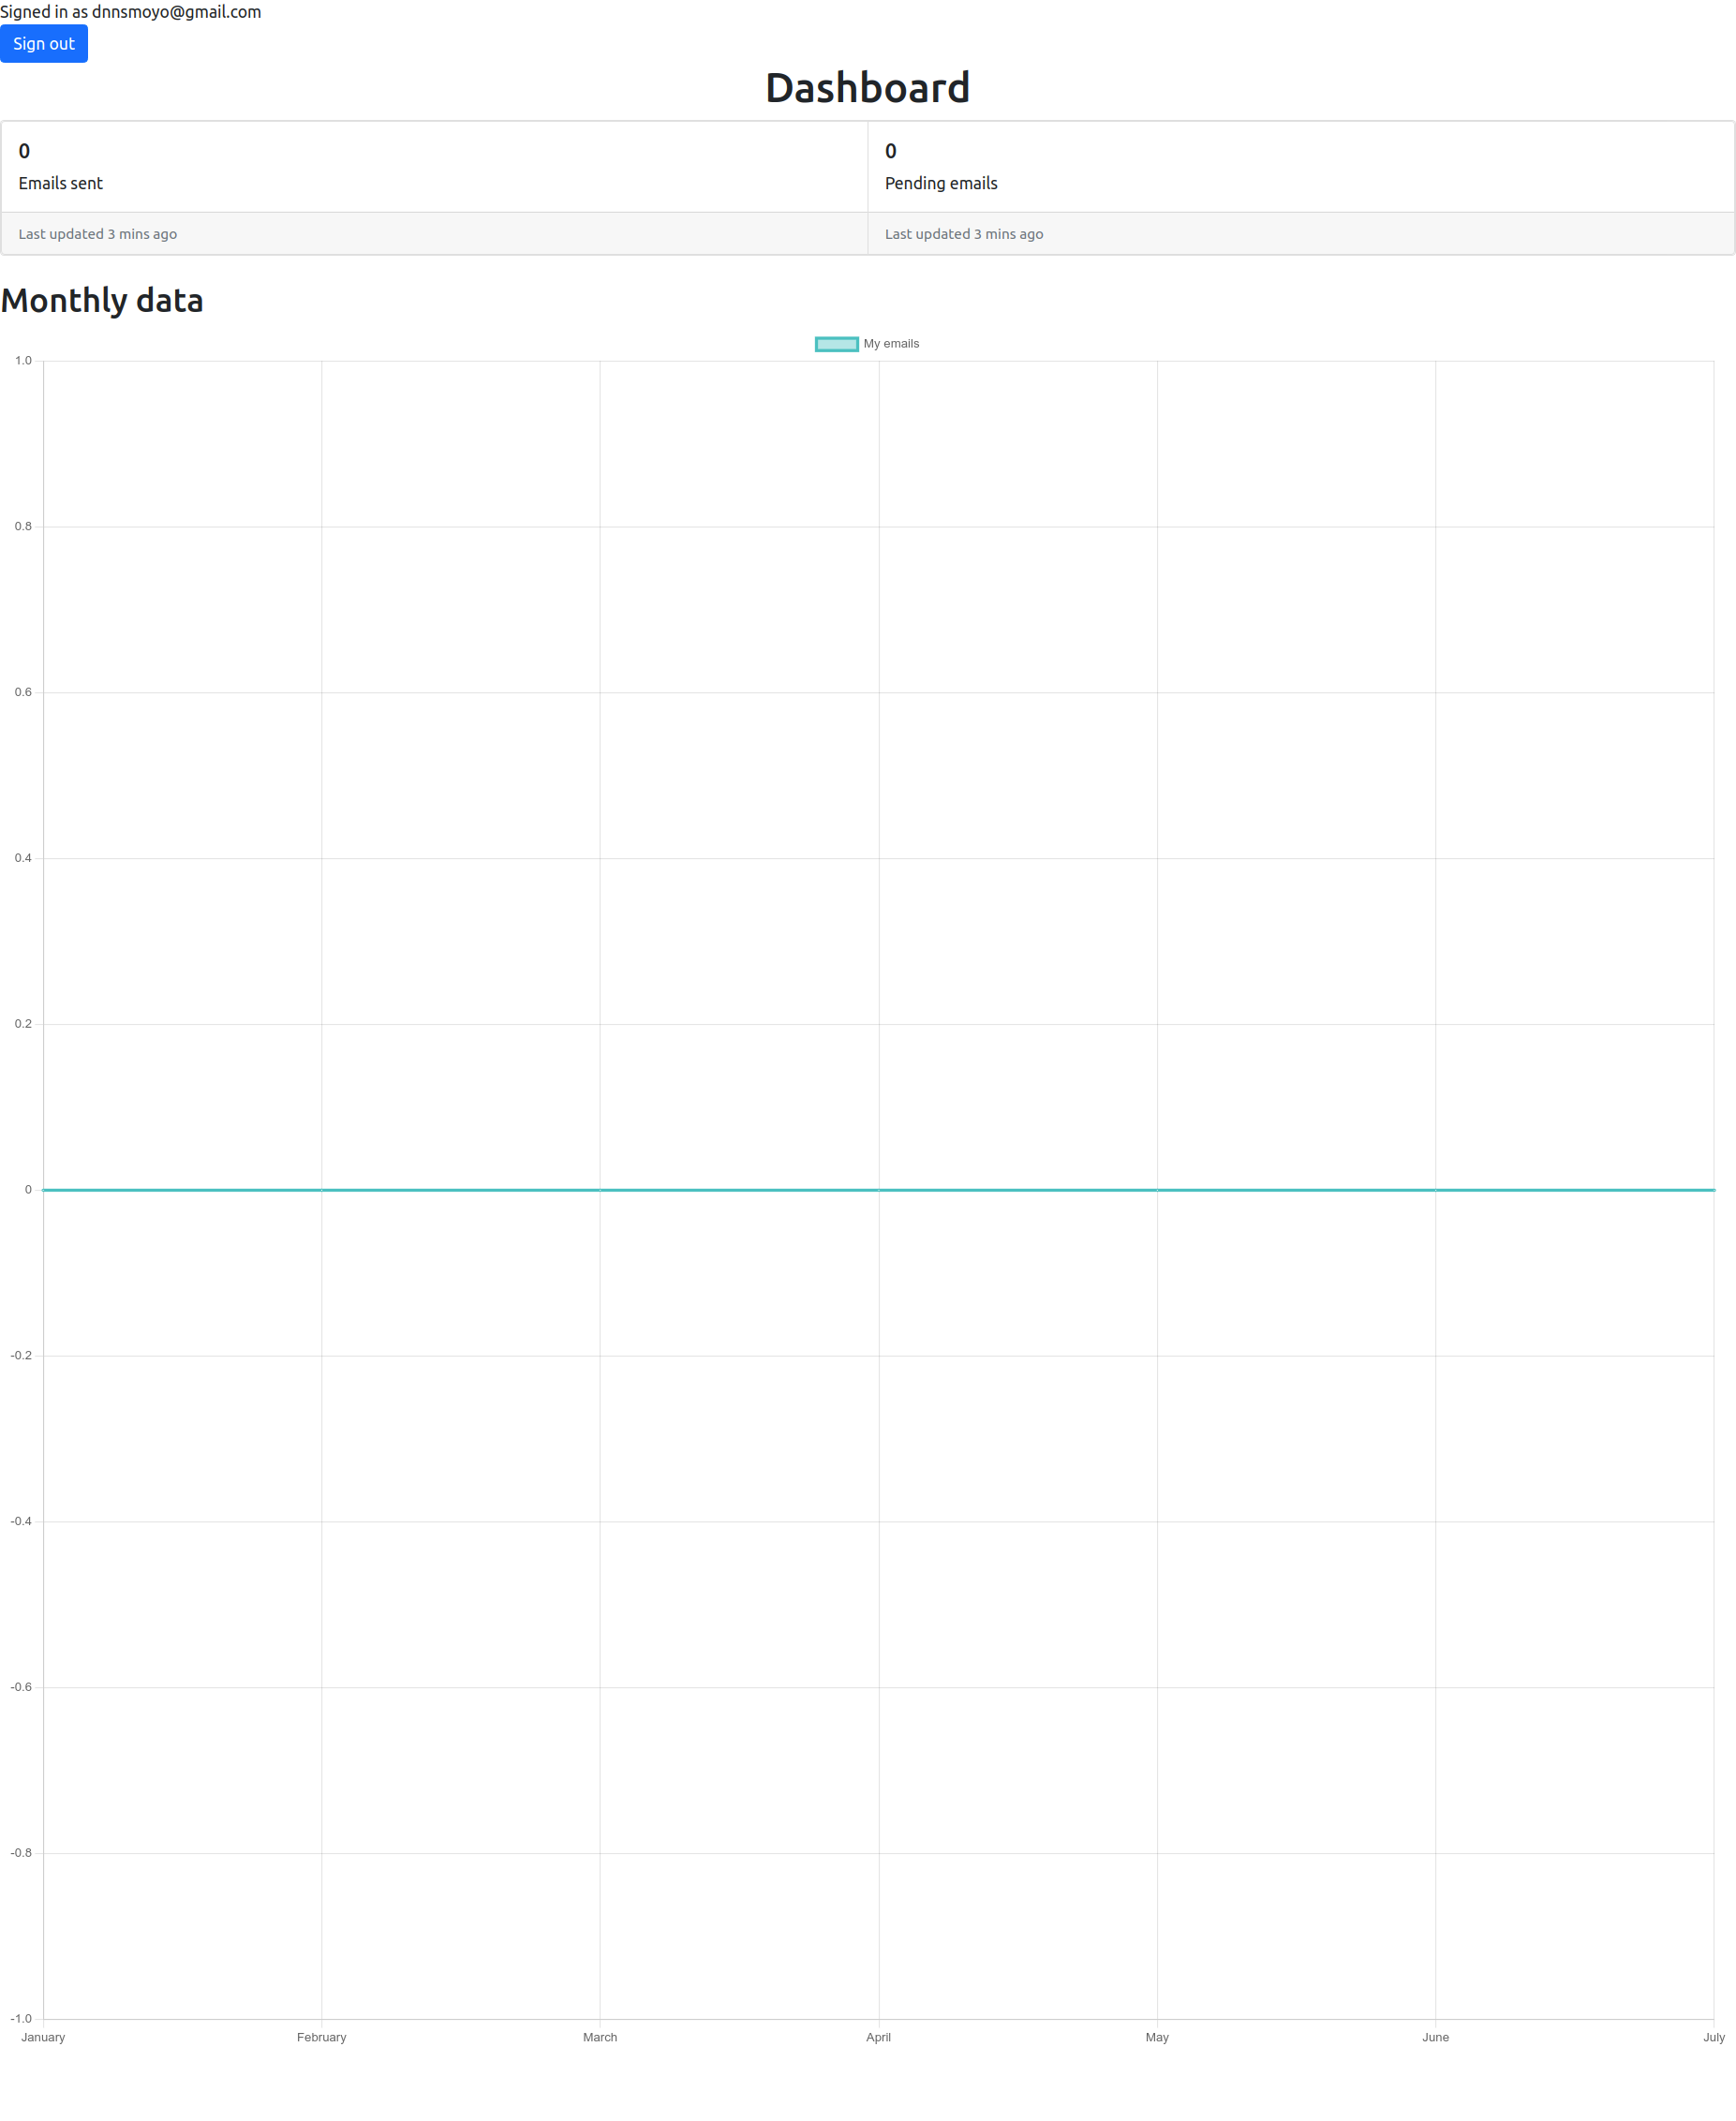 Signed in as dnnsmoyo@gmail.com
Sign out
Dashboard
0
Emails sent
Last updated 3 mins ago
0
Pending emails
Last updated 3 mins ago
Monthly data
My emails
1.0
0.8
0.6
0.4
0.2
0
-0.2
-0.4
-0.6
-0.8
-1.0
January February March April May June July